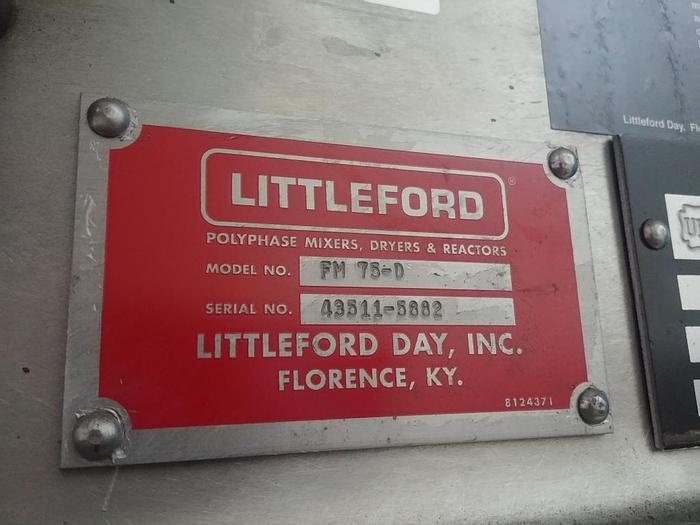 LITTLEFORD®
POLYPHASE MIXERS, DRYERS & REACTORS
MODEL NO. FM 75-D
SERIAL NO. 43511-5882
LITTLEFORD DAY, INC.
FLORENCE, KY.
8124371
Littleford Day,